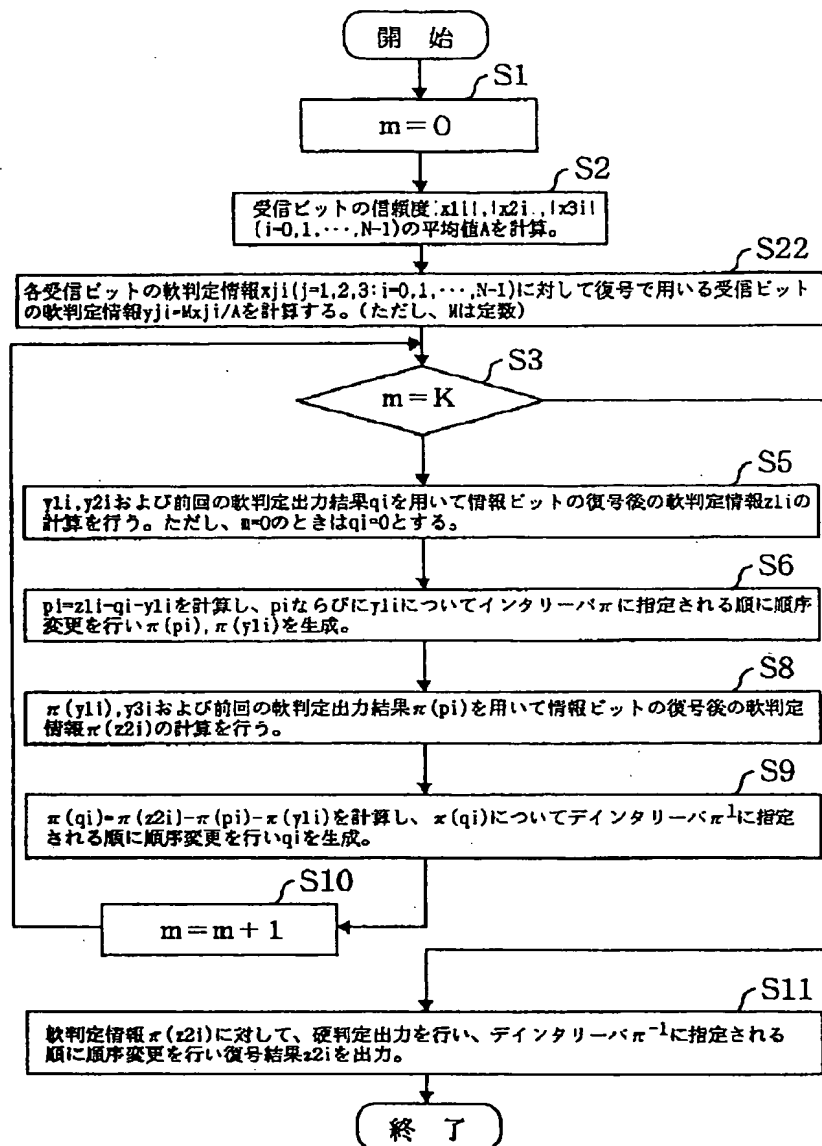 開 始
S1
m=0
S2
受信ビットの信頼度|x1i|,|x2i|,|x3i|
(i=0,1,···,N-1)の平均値Aを計算。
S22
各受信ビットの軟判定情報xji(j=1,2,3:i=0,1,···,N-1)に対して復号で用いる受信ビット
の軟判定情報yji=Mxji/Aを計算する。(ただし、Mは定数)
S3
m=K
S5
y1i,y2iおよび前回の軟判定出力結果qiを用いて情報ビットの復号後の軟判定情報z1iの
計算を行う。ただし、m=0のときはqi=0とする。
S6
pi=z1i-qi-y1iを計算し、piならびにy1iについてインタリーバπに指定される順に順序
変更を行いπ(pi),π(y1i)を生成。
S8
π(y1i),y3iおよび前回の軟判定出力結果π(pi)を用いて情報ビットの復号後の軟判定
情報π(z2i)の計算を行う。
S9
π(qi)=π(z2i)-π(pi)-π(y1i)を計算し、π(qi)についてデインタリーバπ¹に指定
される順に順序変更を行いqiを生成。
S10
m=m+1
S11
軟判定情報π(z2i)に対して、硬判定出力を行い、デインタリーバπ⁻¹に指定される
順に順序変更を行い復号結果z2iを出力。
終 了